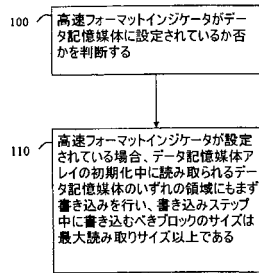 100
高速フォーマットインジケータがデー
タ記憶媒体に設定されているか否
かを判断する
110
高速フォーマットインジケータが設定
されている場合、データ記憶媒体ア
レイの初期化中に読み取られるデー
タ記憶媒体のいずれの領域にもまず
書き込みを行い、書き込みステップ
中に書き込むべきブロックのサイズは
最大読み取りサイズ以上である